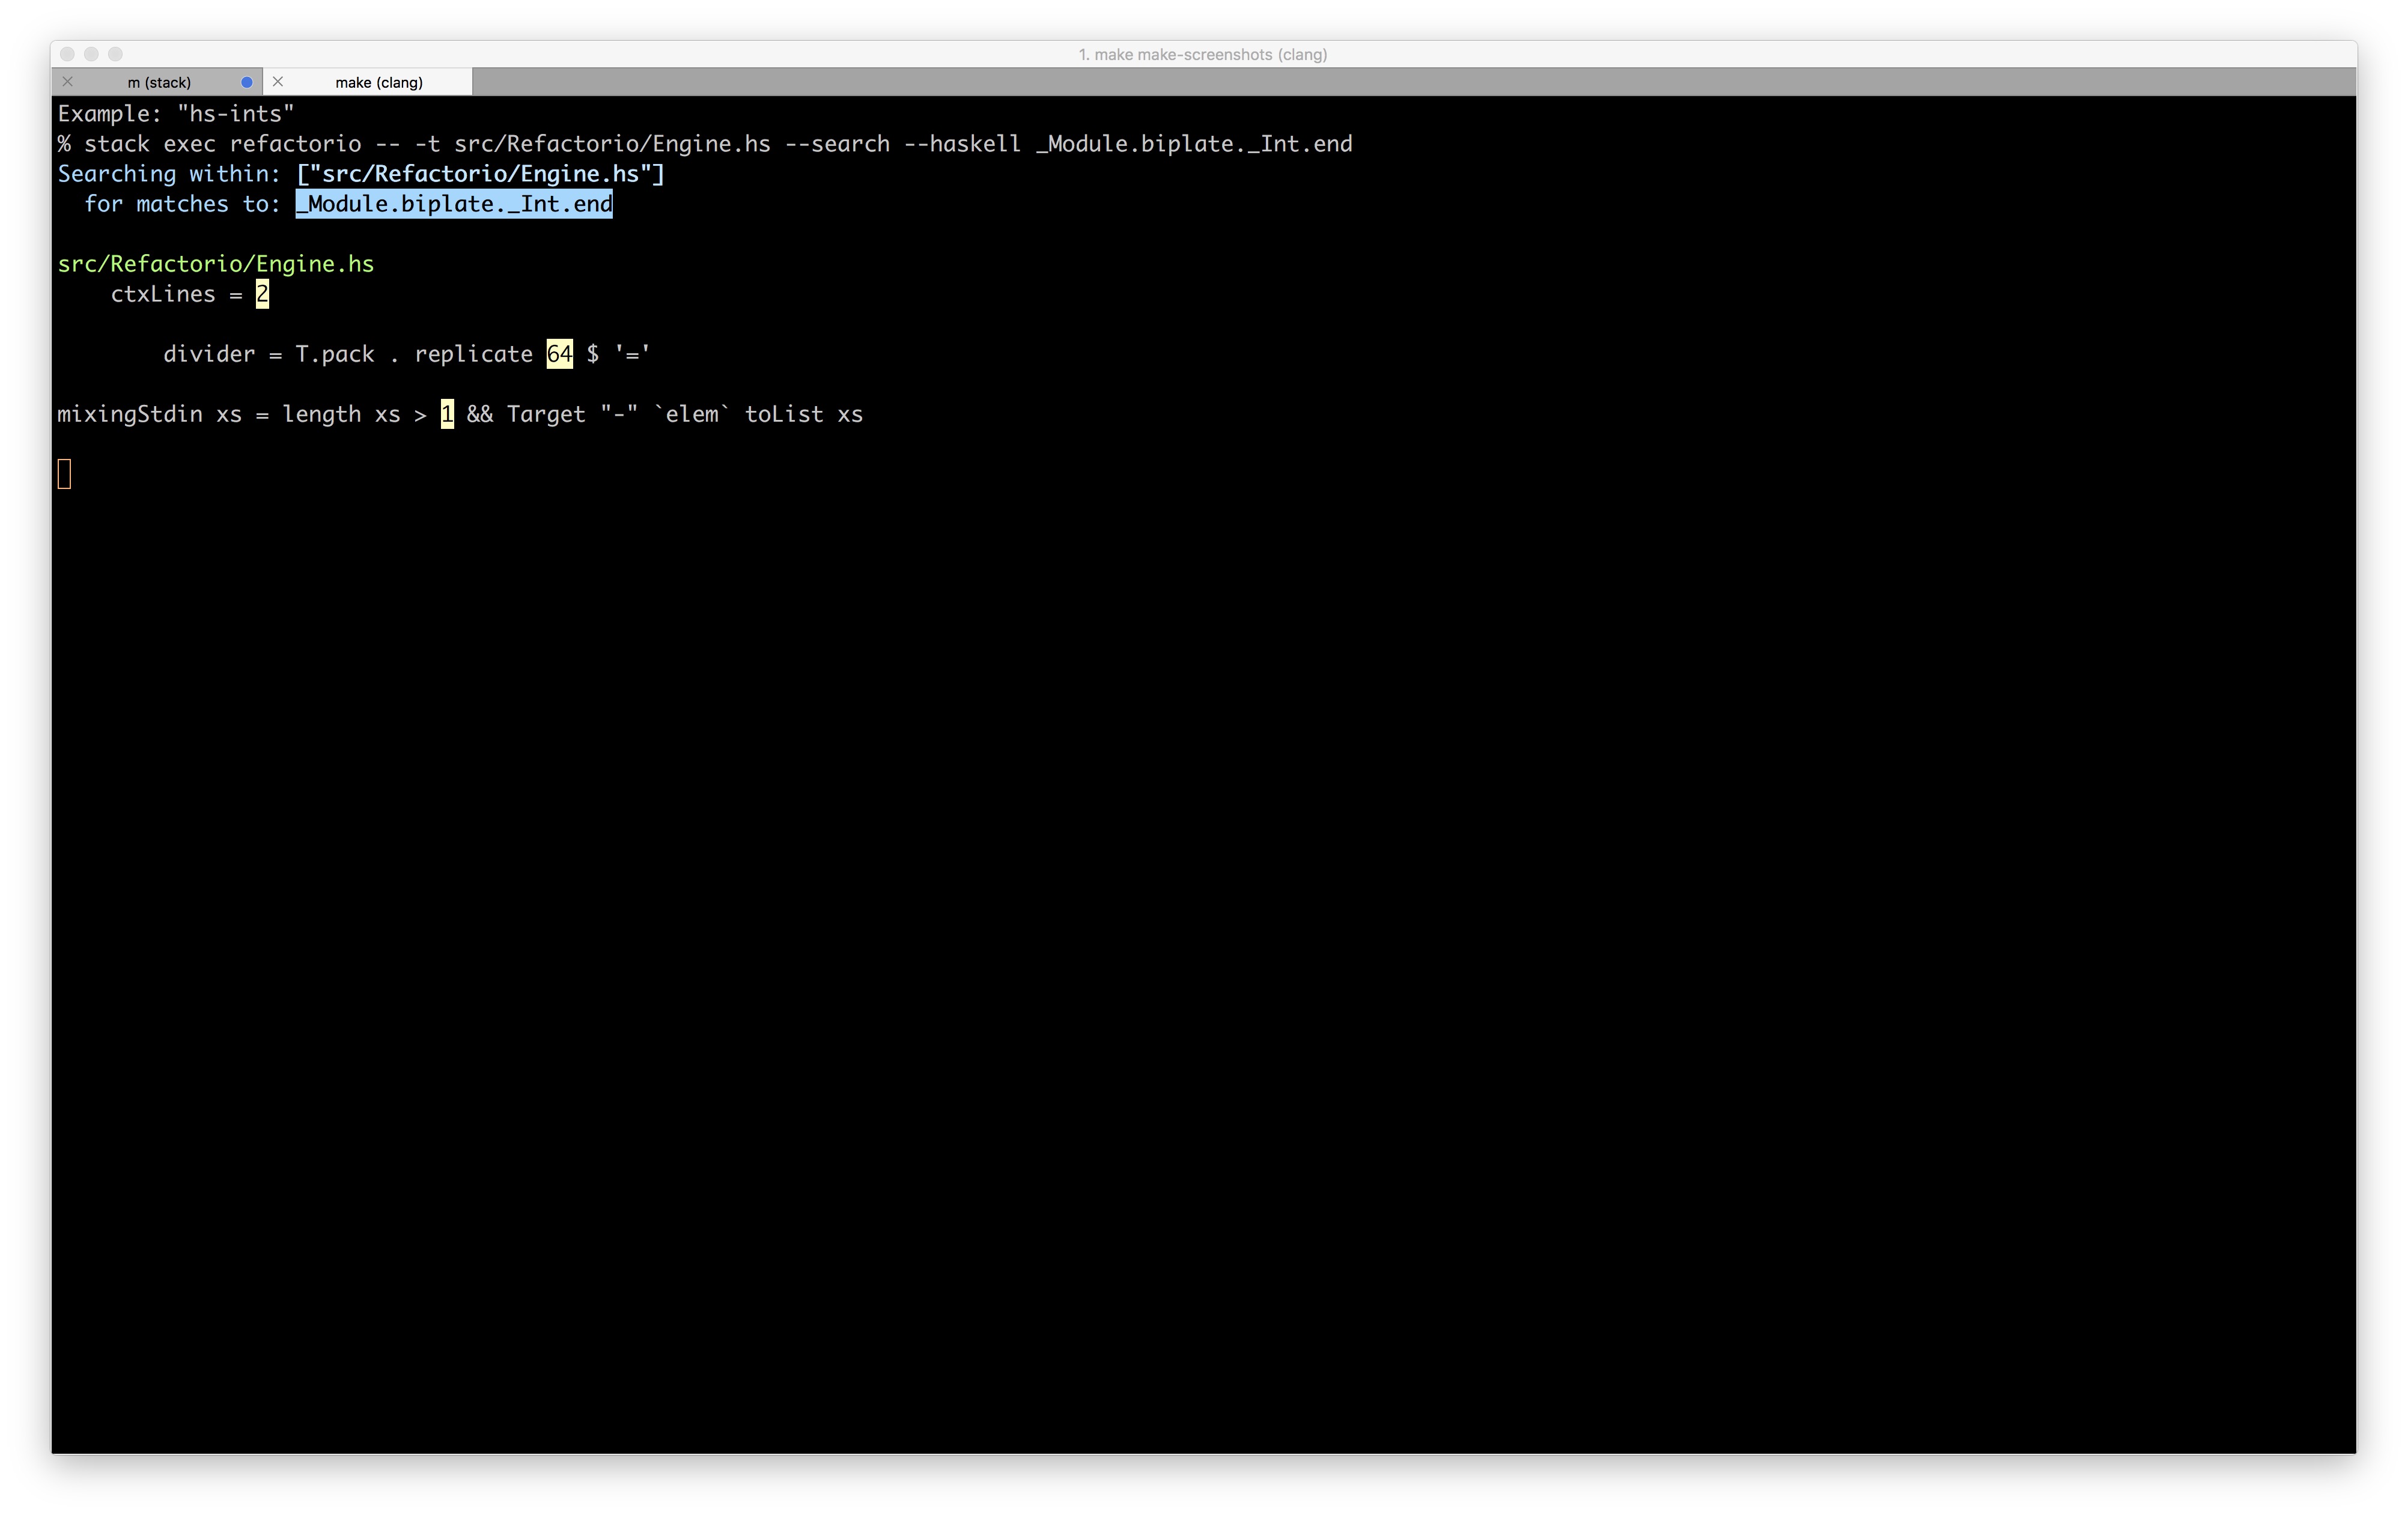 1. make make-screenshots (clang)
m (stack)
make (clang)
Example: "hs-ints"
% stack exec refactorio -- -t src/Refactorio/Engine.hs --search --haskell _Module.biplate._Int.end
Searching within: ["src/Refactorio/Engine.hs"]
  for matches to: _Module.biplate._Int.end
src/Refactorio/Engine.hs
    ctxLines = 2
        divider = T.pack . replicate 64 $ '='
mixingStdin xs = length xs > 1 && Target "-" `elem` toList xs